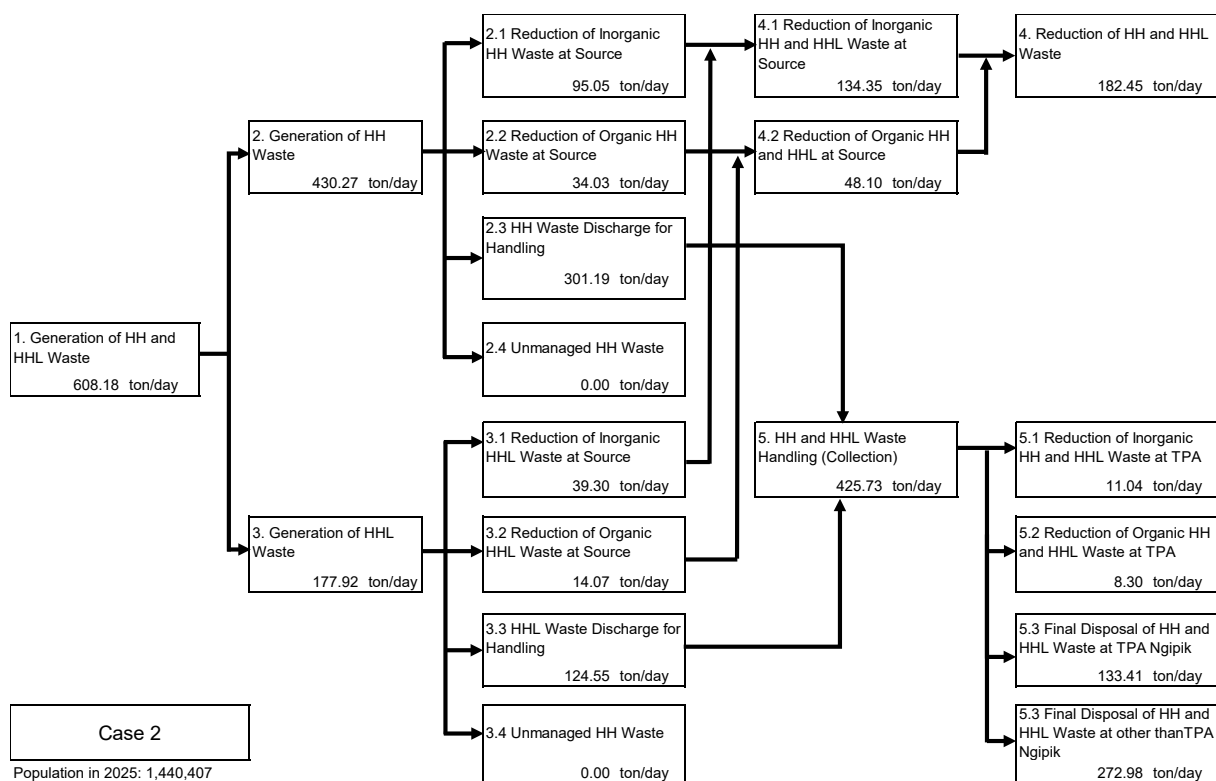 2.1 Reduction of Inorganic
HH Waste at Source
95.05 ton/day
4.1 Reduction of Inorganic
HH and HHL Waste at
Source
134.35 ton/day
4. Reduction of HH and HHL
Waste
182.45 ton/day
2. Generation of HH
Waste
430.27 ton/day
2.2 Reduction of Organic HH
Waste at Source
34.03 ton/day
4.2 Reduction of Organic HH
and HHL at Source
48.10 ton/day
2.3 HH Waste Discharge for
Handling
301.19 ton/day
1. Generation of HH and
HHL Waste
608.18 ton/day
2.4 Unmanaged HH Waste
0.00 ton/day
3.1 Reduction of Inorganic
HHL Waste at Source
39.30 ton/day
5. HH and HHL Waste
Handling (Collection)
425.73 ton/day
5.1 Reduction of Inorganic
HH and HHL Waste at TPA
11.04 ton/day
3. Generation of HHL
Waste
177.92 ton/day
3.2 Reduction of Organic
HHL Waste at Source
14.07 ton/day
5.2 Reduction of Organic HH
and HHL Waste at TPA
8.30 ton/day
3.3 HHL Waste Discharge for
Handling
124.55 ton/day
5.3 Final Disposal of HH and
HHL Waste at TPA Ngipik
133.41 ton/day
Case 2
Population in 2025: 1,440,407
3.4 Unmanaged HH Waste
0.00 ton/day
5.3 Final Disposal of HH and
HHL Waste at other thanTPA
Ngipik
272.98 ton/day